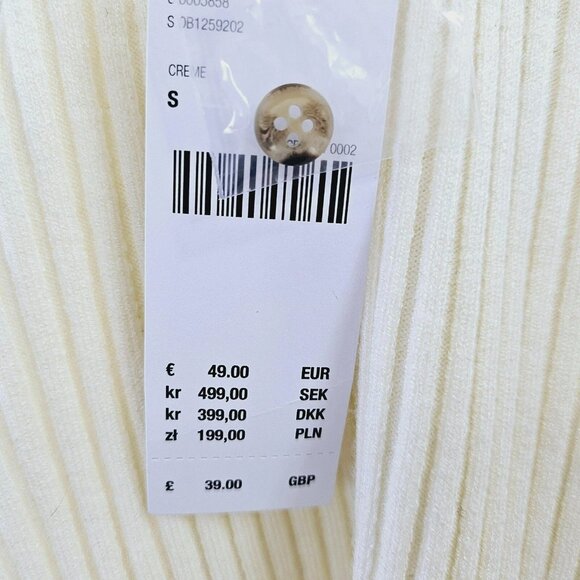 S
CREME
S
0002
€ 49.00 EUR
kr 499,00 SEK
kr 399,00 DKK
zł 199,00 PLN
£ 39.00 GBP